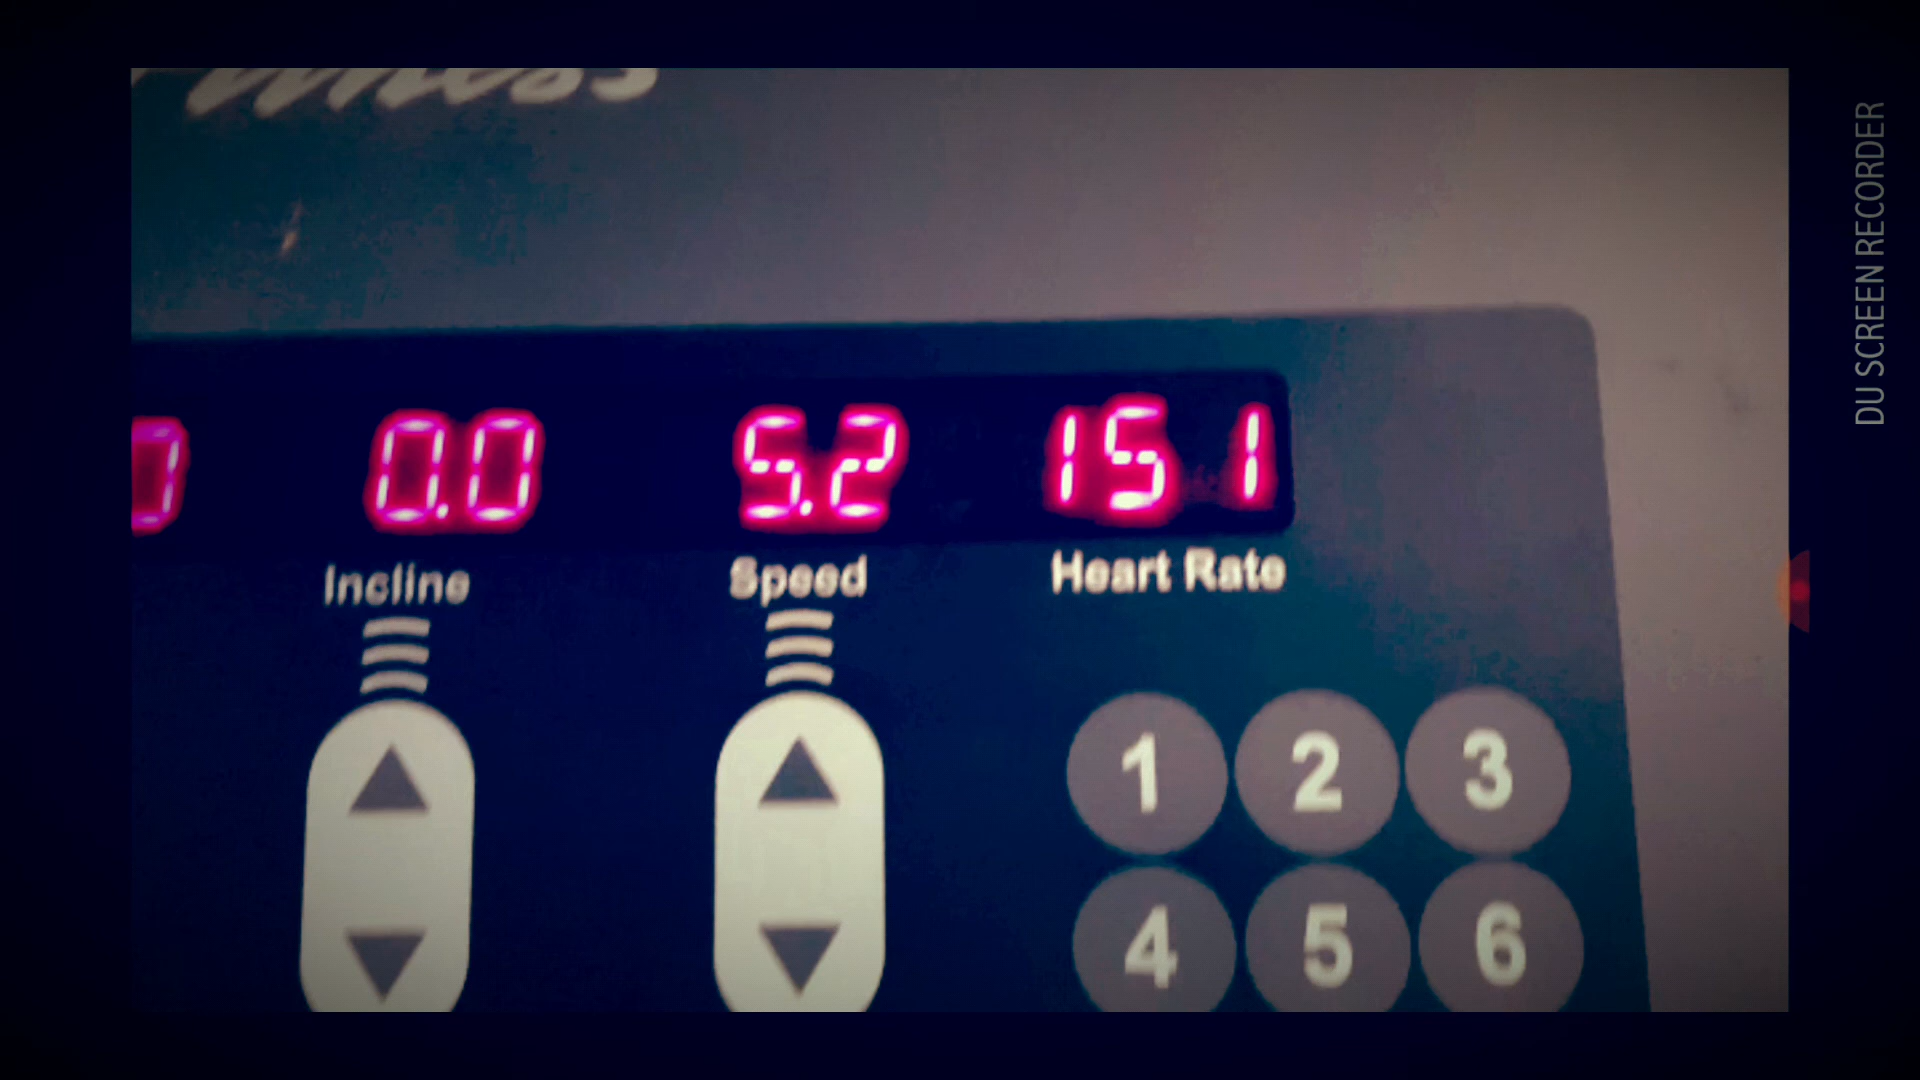 0.0 5.2 151
Incline Speed Heart Rate
1 2 3
4 5 6
DU SCREEN RECORDER